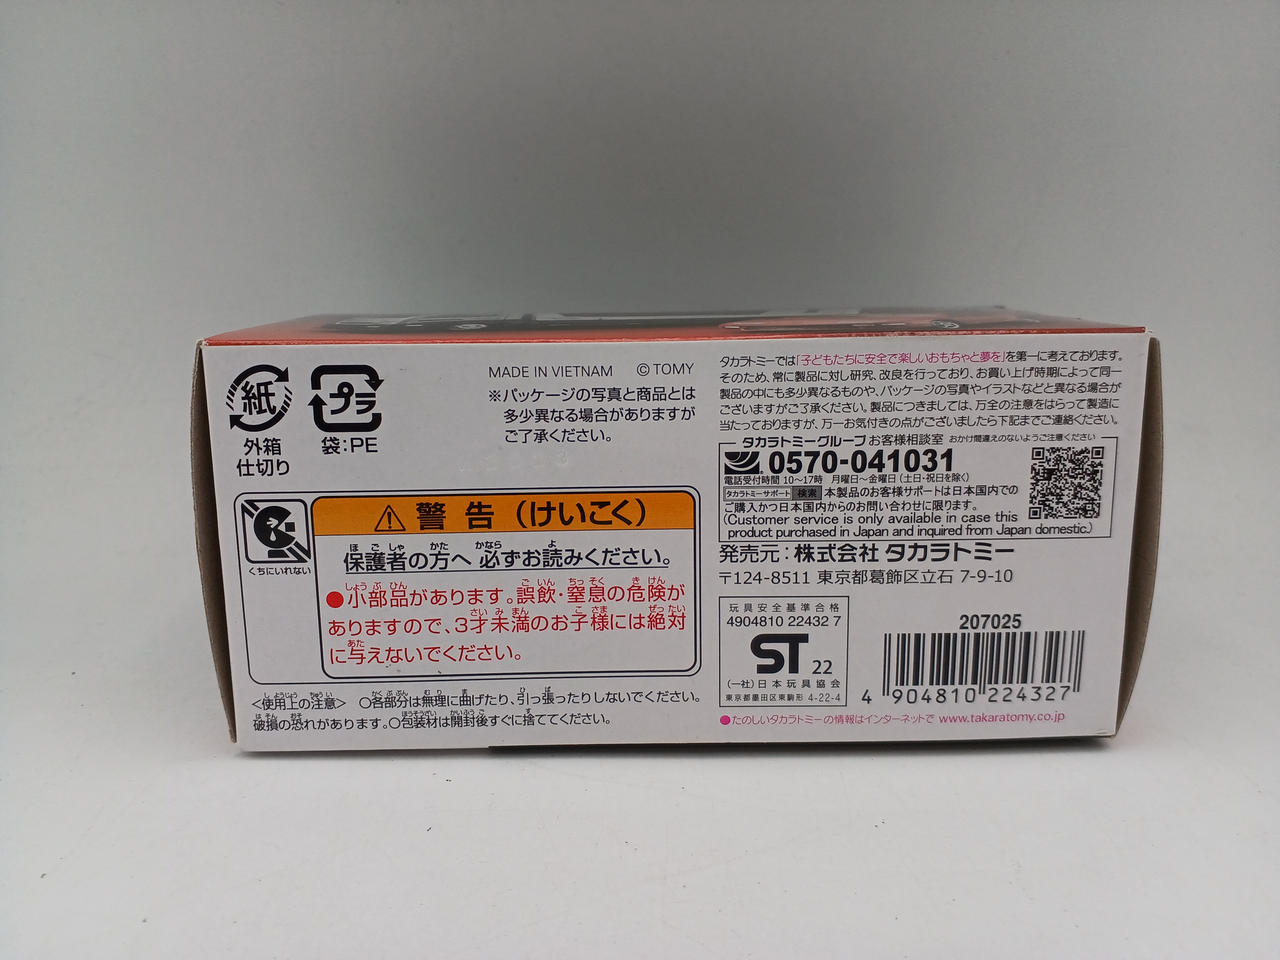 紙
外箱
仕切り
プラ
袋:PE
MADE IN VIETNAM ©TOMY
※パッケージの写真と商品とは
多少異なる場合がありますが
ご了承ください。
くちにいれない
⚠警告(けいこく)
保護者の方へ 必ずお読みください。
●小部品があります。誤飲・窒息の危険が
ありますので、3才未満のお子様には絶対
に与えないでください。
<使用上の注意> ○各部分は無理に曲げたり、引っ張ったりしないでください。
破損の恐れがあります。○包装材は開封後すぐに捨ててください。
タカラトミーでは「子どもたちに安全で楽しいおもちゃと夢を」を第一に考えております。
そのため、常に製品に対し研究、改良を行っており、お買い上げ時期によって同一
製品の中にも多少異なるものや、パッケージの写真やイラストなどと異なる場合が
ございますがご了承ください。製品につきましては、万全の注意をはらって製造に
当たっておりますが、万一お気付きの点がございましたら下記までご連絡ください。
タカラトミーグループ お客様相談室 おかけ間違えのないようご注意ください
0570-041031
電話受付時間 10〜17時 月曜日〜金曜日(土日・祝日を除く)
タカラトミーサポート 検索 本製品のお客様サポートは日本国内での
ご購入かつ日本国内からのお問い合わせに限ります。
(Customer service is only available in case this
product purchased in Japan and inquired from Japan domestic.)
発売元:株式会社 タカラトミー
〒124-8511 東京都葛飾区立石 7-9-10
玩具安全基準合格
4904810 22432 7
ST 22
(一社)日本玩具協会
東京都墨田区東駒形 4-22-4
207025
4 904810 224327
●たのしいタカラトミーの情報はインターネットで www.takaratomy.co.jp